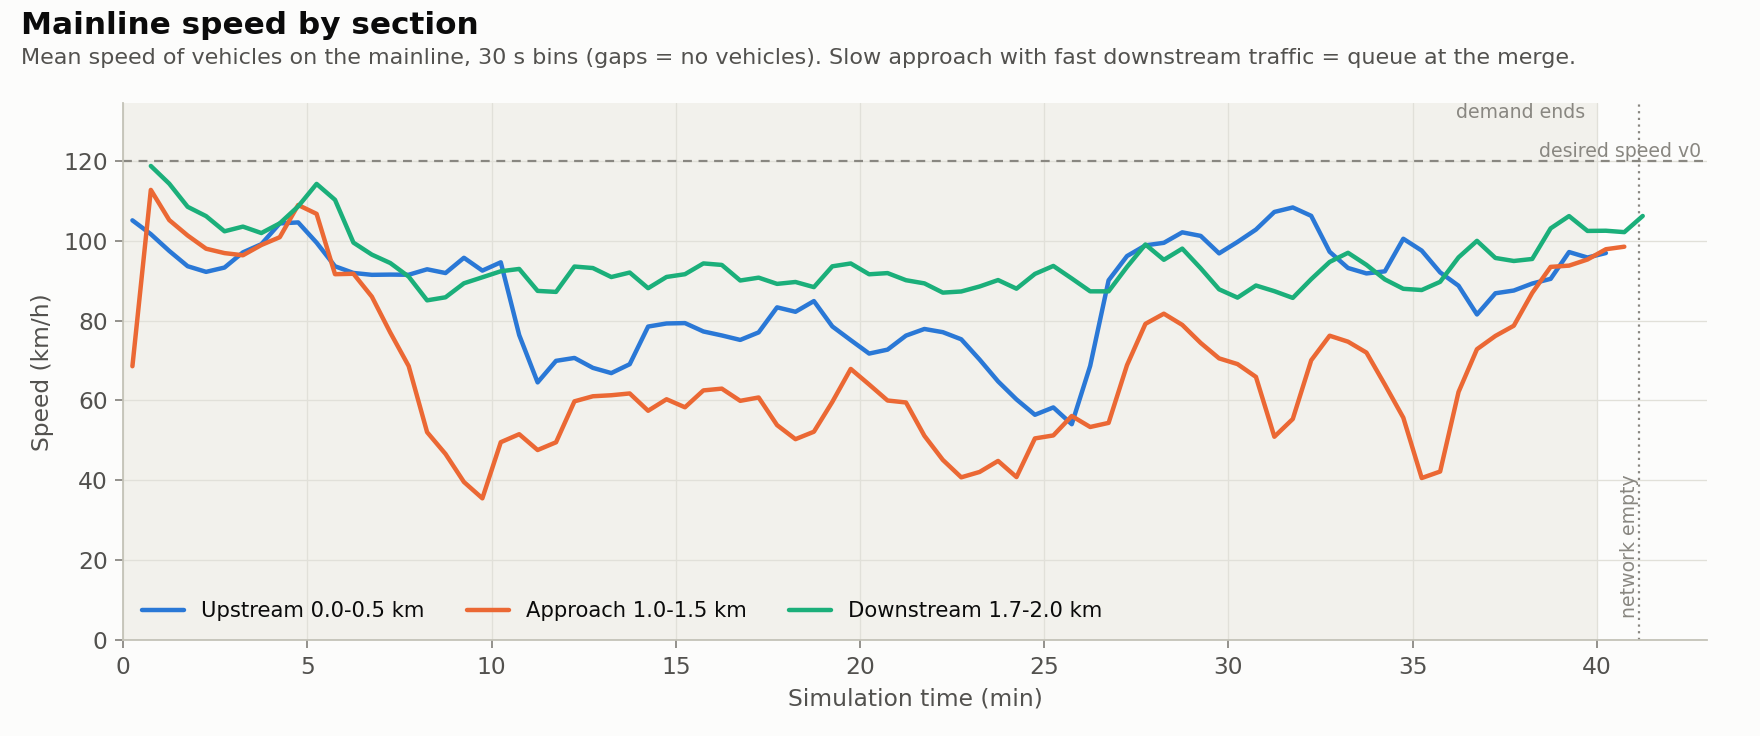 Mainline speed by section
Mean speed of vehicles on the mainline, 30 s bins (gaps = no vehicles). Slow approach with fast downstream traffic = queue at the merge.
demand ends
desired speed v0
120
100
80
60
40
20
0
Speed (km/h)
network empty
Upstream 0.0-0.5 km
Approach 1.0-1.5 km
Downstream 1.7-2.0 km
0 5 10 15 20 25 30 35 40
Simulation time (min)